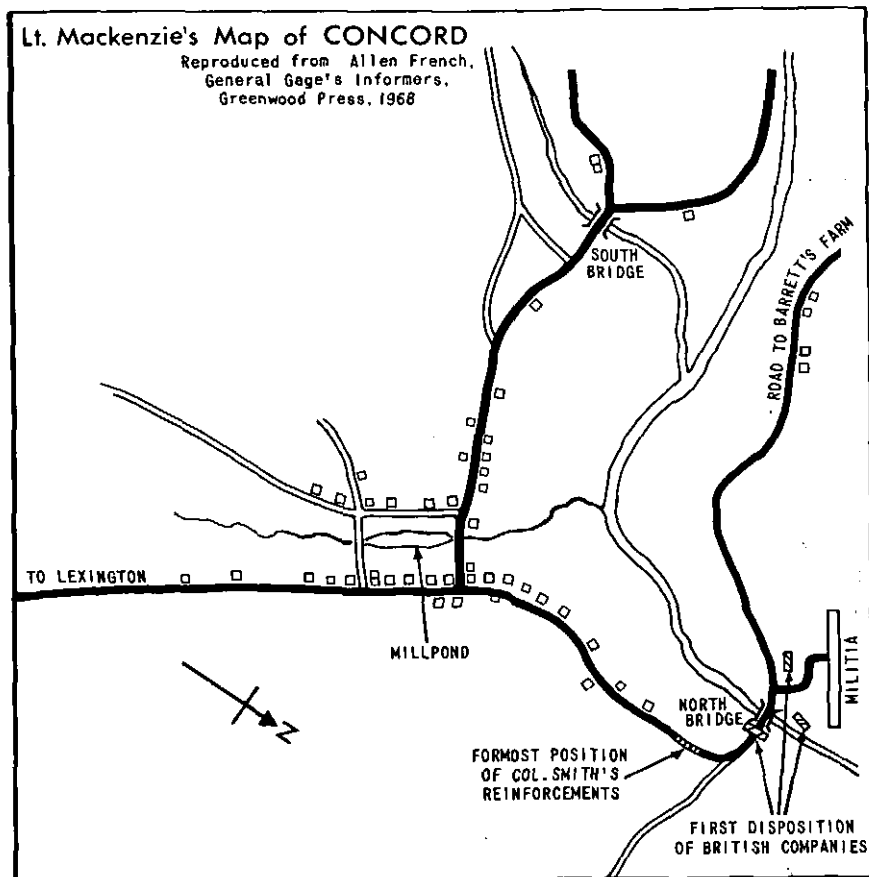 Lt. Mackenzie's Map of CONCORD
Reproduced from Allen French,
General Gage's Informers,
Greenwood Press, 1968
SOUTH
BRIDGE
ROAD TO BARRETT'S FARM
TO LEXINGTON
MILLPOND
N
NORTH
BRIDGE
MILITIA
FORMOST POSITION
OF COL. SMITH'S
REINFORCEMENTS
FIRST DISPOSITION
OF BRITISH COMPANIES